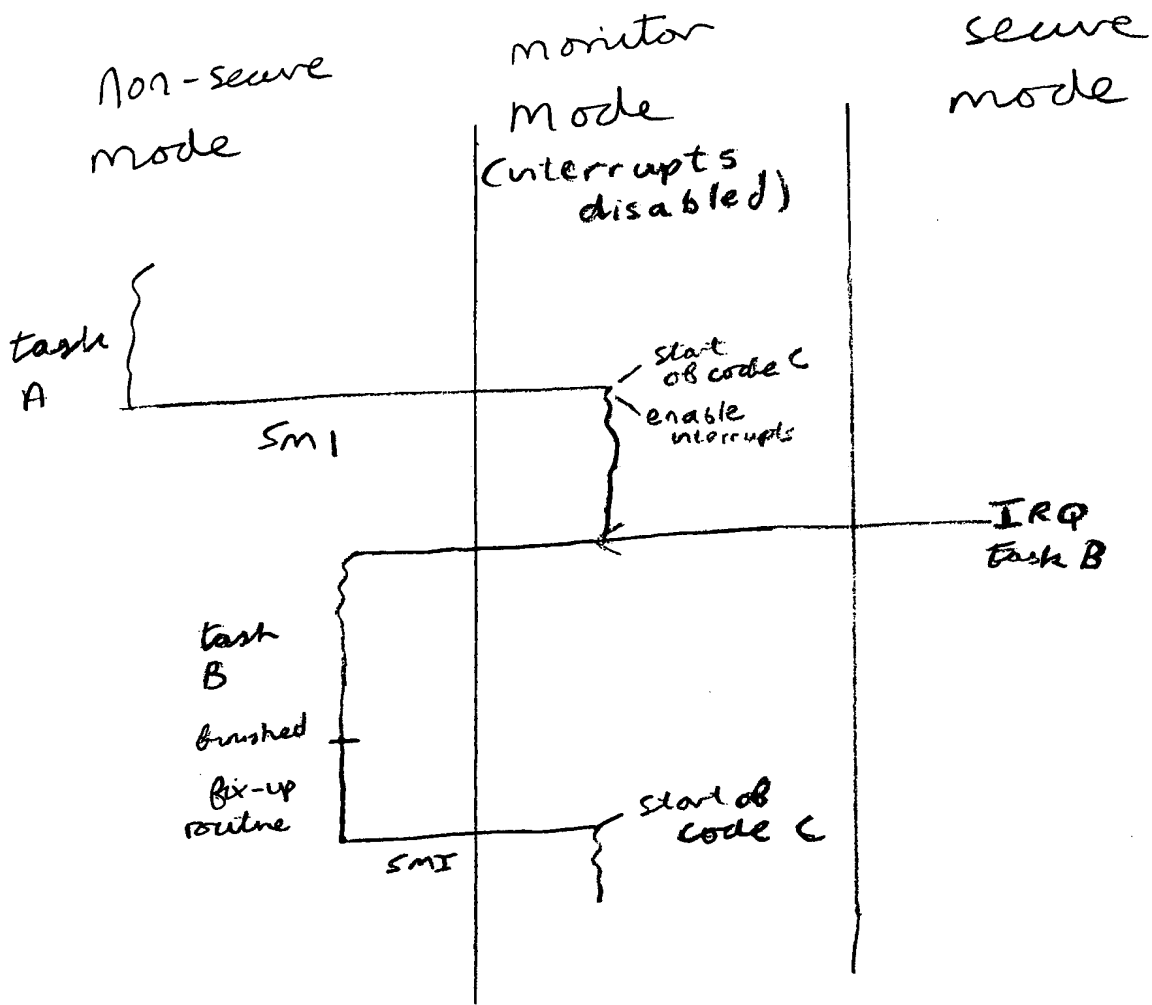 non-secure
mode
monitor
mode
(interrupts
disabled)
secure
mode
task
A
SMI
start
of code C
enable
interrupts
IRQ
task B
task
B
finished
fix-up
routine
SMI
start of
code C